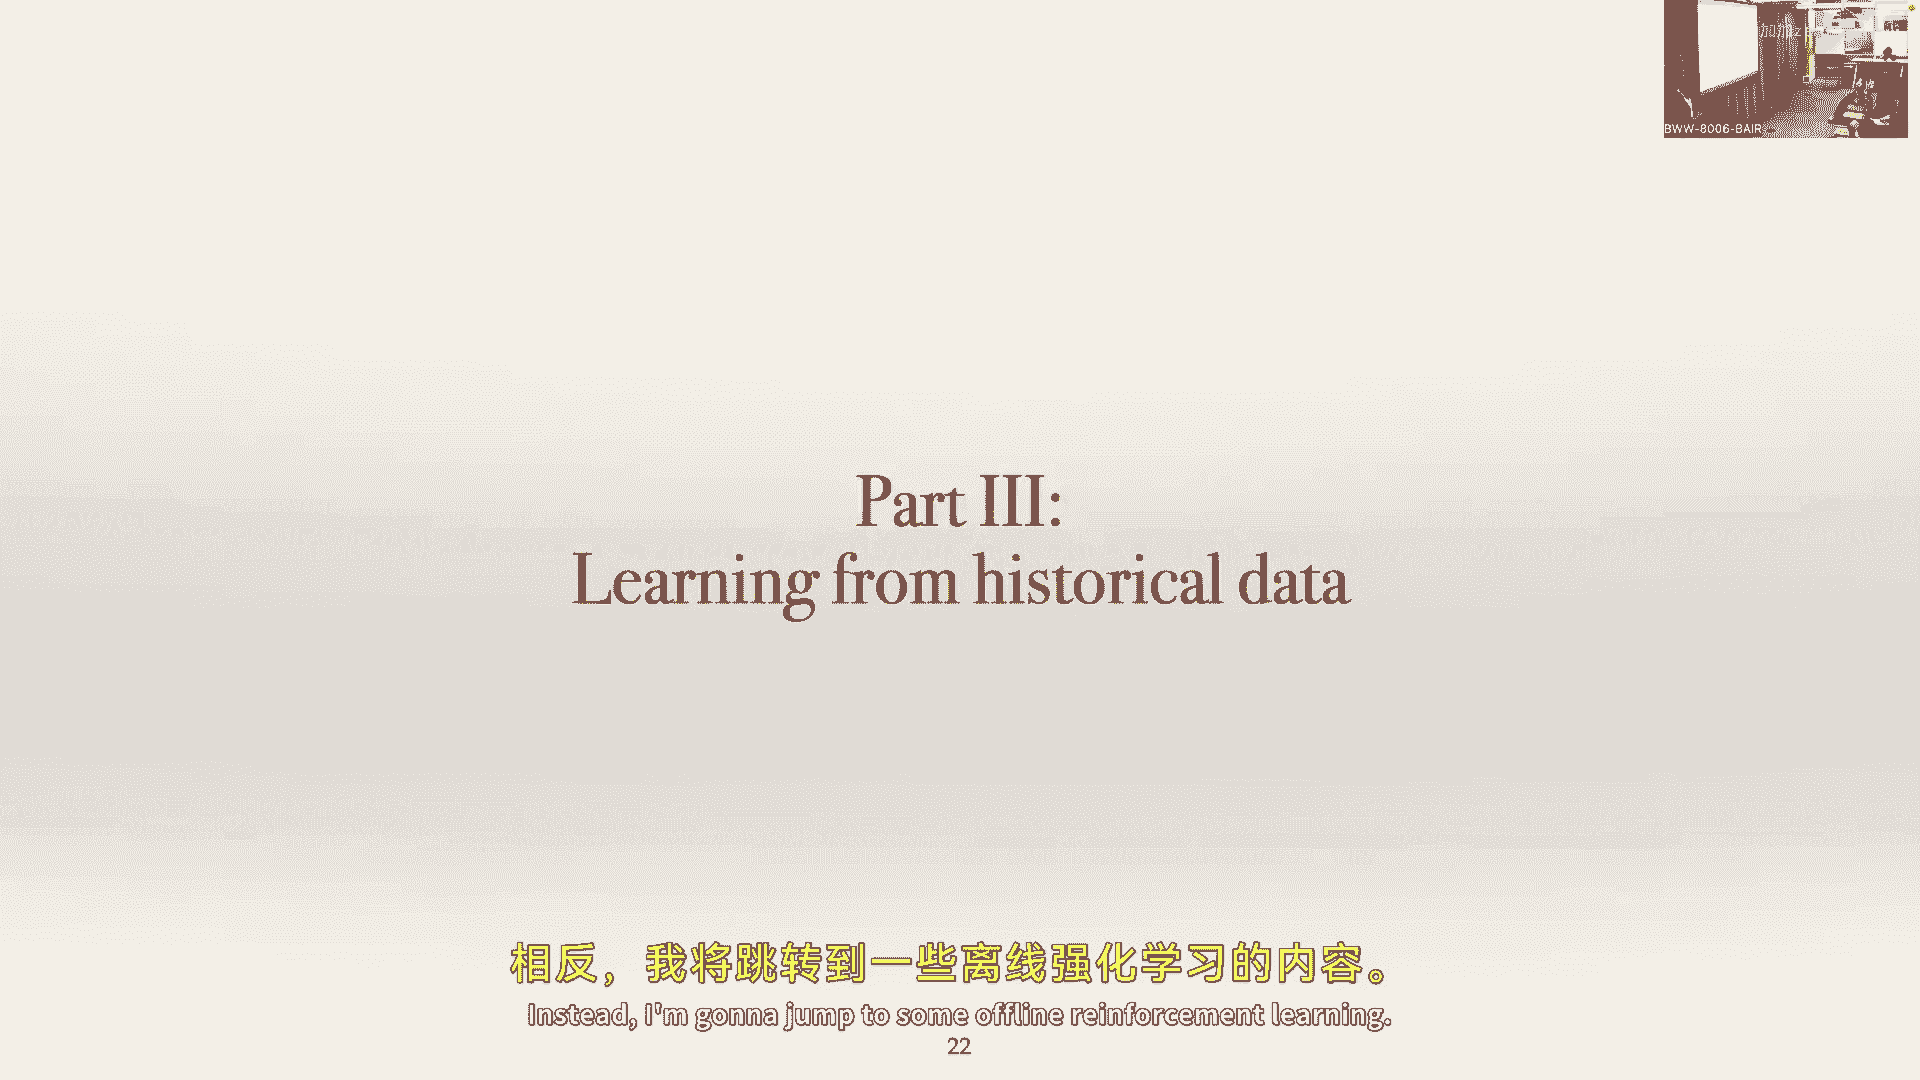 BWW-8006-BAIR
Part III:
Learning from historical data
相反，我将跳转到一些离线强化学习的内容。
Instead, I'm gonna jump to some offline reinforcement learning.
22